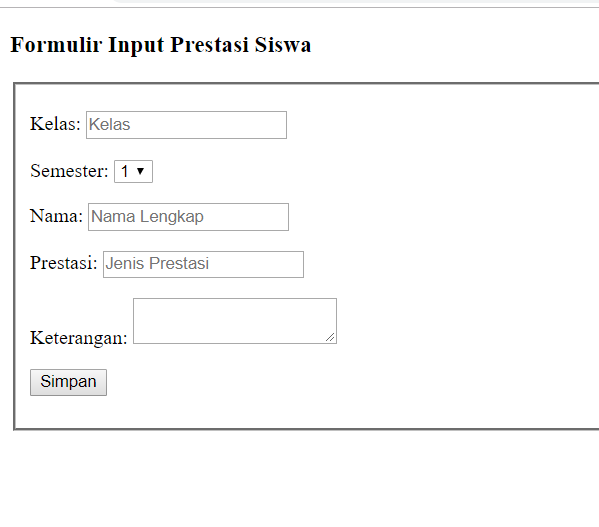 Formulir Input Prestasi Siswa
Kelas: Kelas
Semester: 1
Nama: Nama Lengkap
Prestasi: Jenis Prestasi
Keterangan:
Simpan